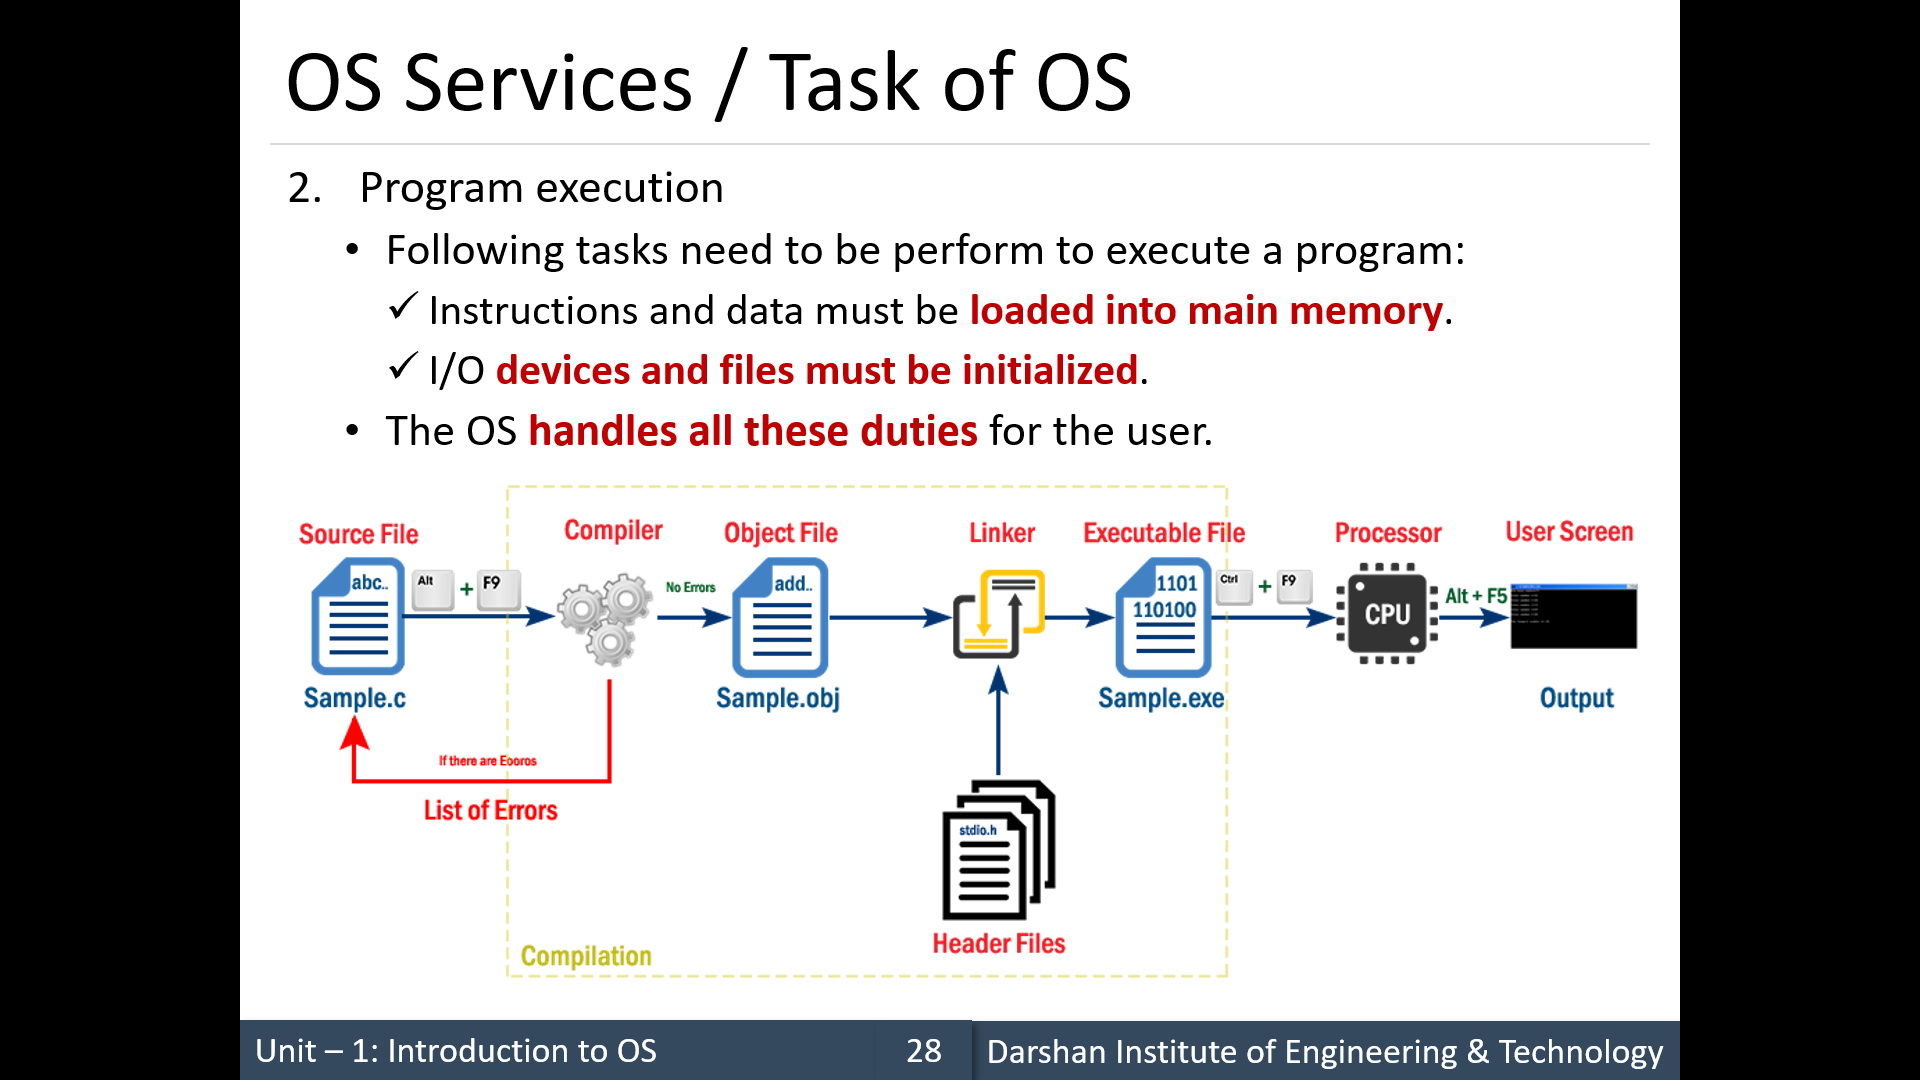 OS Services / Task of OS
2. Program execution
• Following tasks need to be perform to execute a program:
✓ Instructions and data must be loaded into main memory.
✓ I/O devices and files must be initialized.
• The OS handles all these duties for the user.
Source File
Compiler
Object File
Linker
Executable File
Processor
User Screen
abc..
Alt + F9
No Errors
add..
1101
110100
Ctrl + F9
CPU
Alt + F5
Sample.c
Sample.obj
Sample.exe
Output
If there are Eooros
List of Errors
stdio.h
Header Files
Compilation
Unit – 1: Introduction to OS
28
Darshan Institute of Engineering & Technology